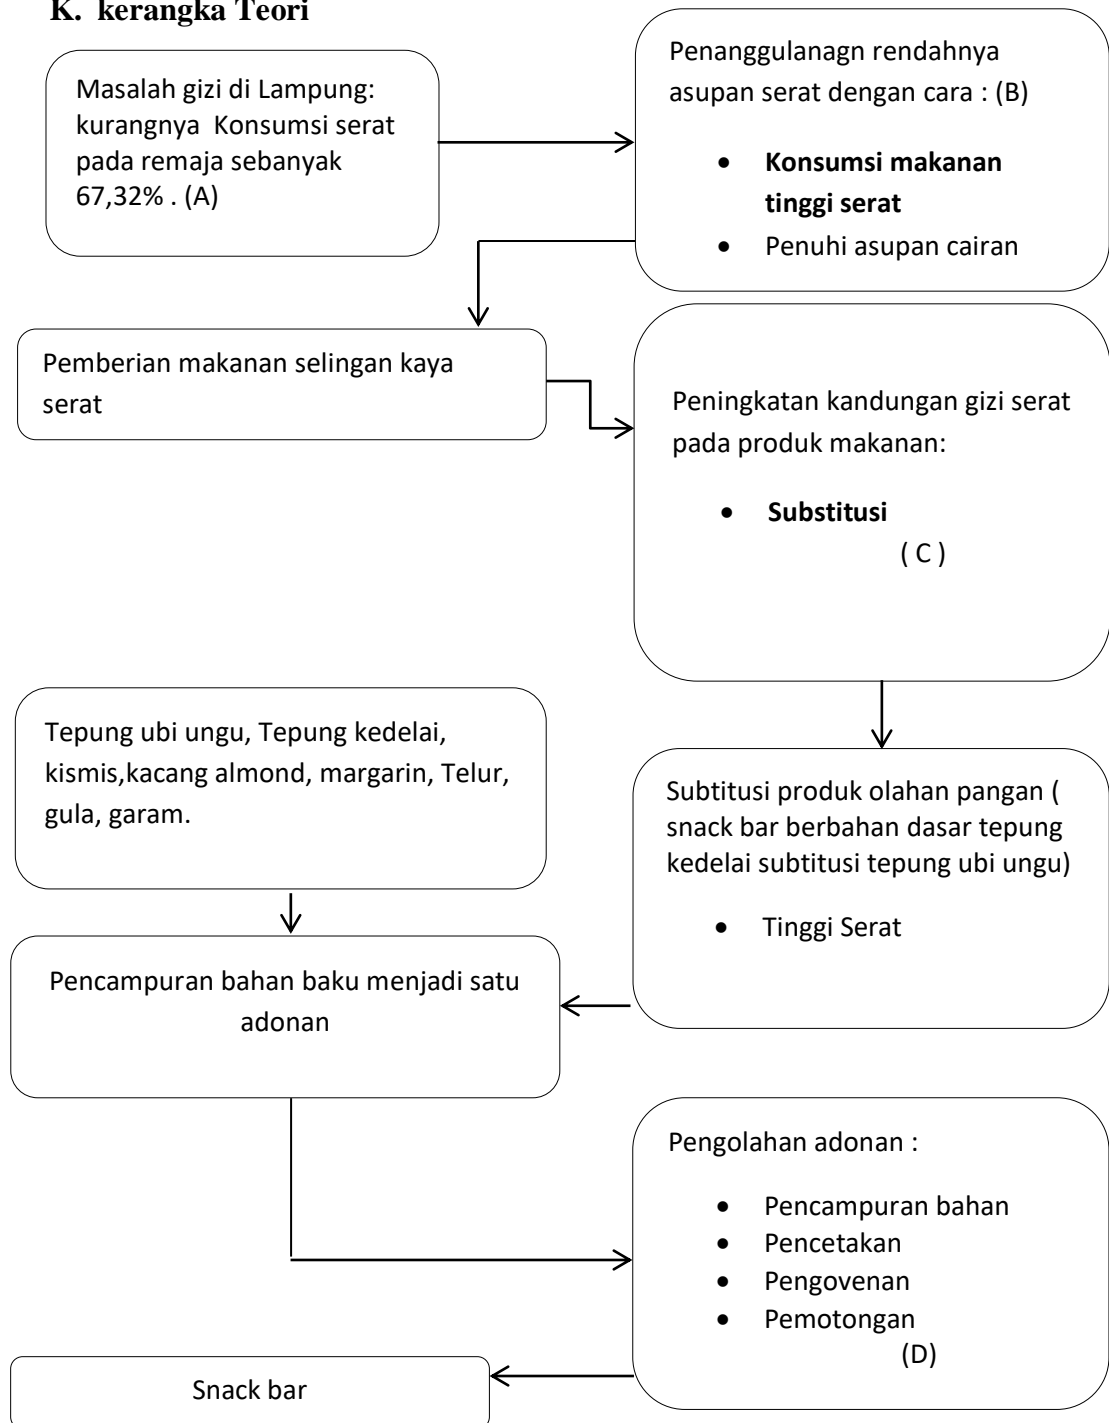 K. kerangka Teori
Masalah gizi di Lampung:
kurangnya Konsumsi serat
pada remaja sebanyak
67,32% . (A)
Penanggulanagn rendahnya
asupan serat dengan cara : (B)
• Konsumsi makanan
tinggi serat
• Penuhi asupan cairan
Pemberian makanan selingan kaya
serat
Peningkatan kandungan gizi serat
pada produk makanan:
• Substitusi
( C )
Tepung ubi ungu, Tepung kedelai,
kismis,kacang almond, margarin, Telur,
gula, garam.
Subtitusi produk olahan pangan (
snack bar berbahan dasar tepung
kedelai subtitusi tepung ubi ungu)
• Tinggi Serat
Pencampuran bahan baku menjadi satu
adonan
Pengolahan adonan :
• Pencampuran bahan
• Pencetakan
• Pengovenan
• Pemotongan
(D)
Snack bar